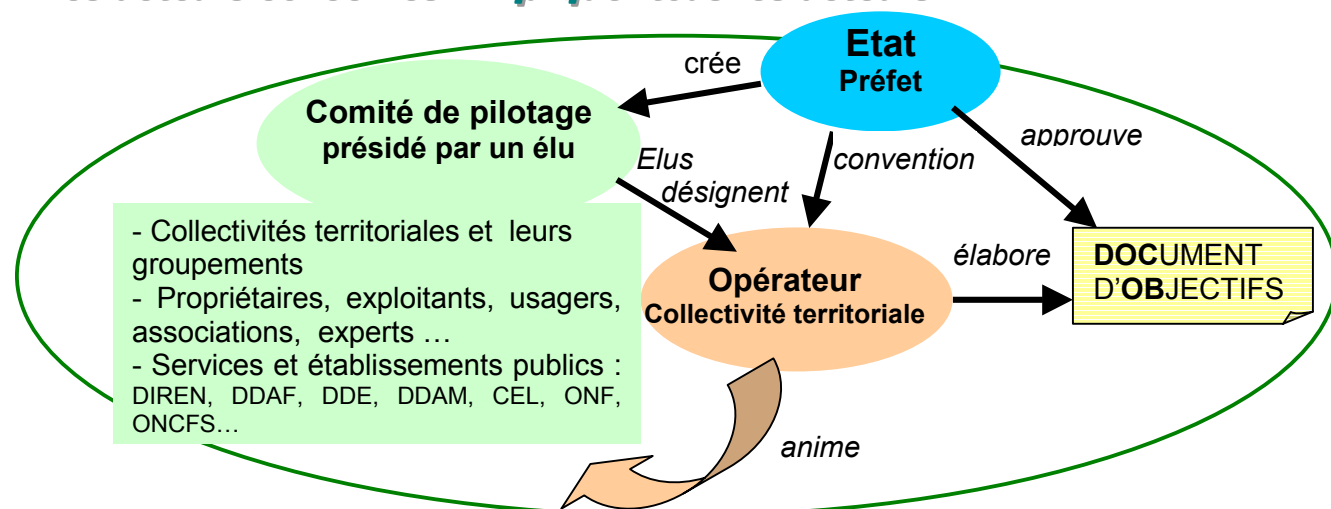 Etat
Préfet
crée
Comité de pilotage
présidé par un élu
approuve
Elus
désignent
convention
- Collectivités territoriales et leurs
groupements
- Propriétaires, exploitants, usagers,
associations, experts …
- Services et établissements publics :
DIREN, DDAF, DDE, DDAM, CEL, ONF,
ONCFS…
Opérateur
Collectivité territoriale
élabore
DOCUMENT
D'OBJECTIFS
anime